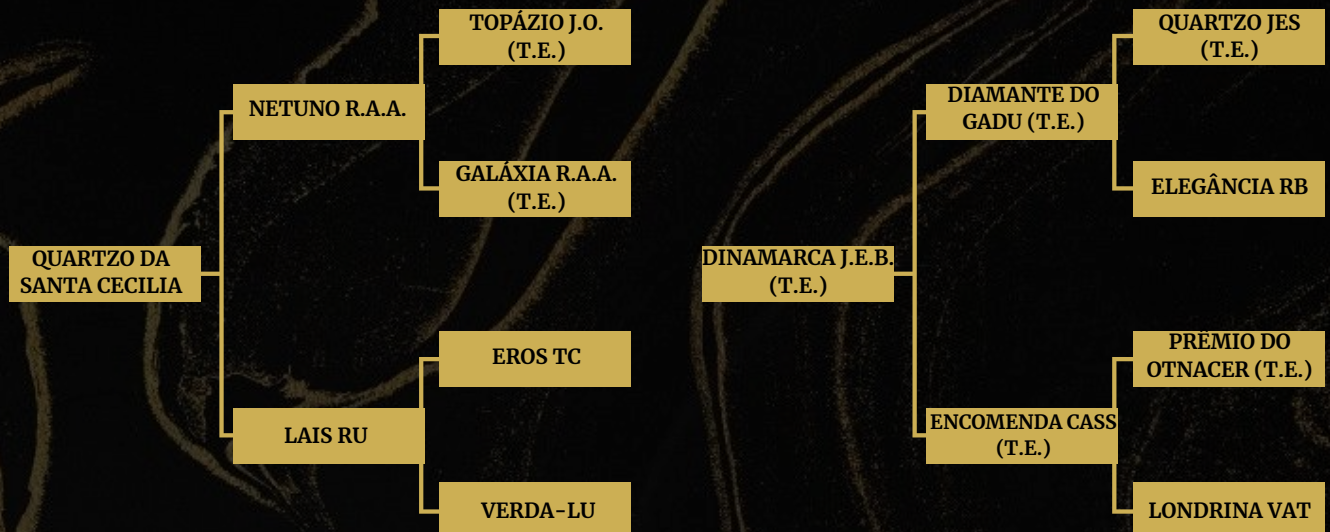 TOPÁZIO J.O.
(T.E.)
NETUNO R.A.A.
GALÁXIA R.A.A.
(T.E.)
QUARTZO DA
SANTA CECILIA
EROS TC
LAIS RU
VERDA-LU
QUARTZO JES
(T.E.)
DIAMANTE DO
GADU (T.E.)
ELEGÂNCIA RB
DINAMARCA J.E.B.
(T.E.)
PRÊMIO DO
OTNACER (T.E.)
ENCOMENDA CASS
(T.E.)
LONDRINA VAT